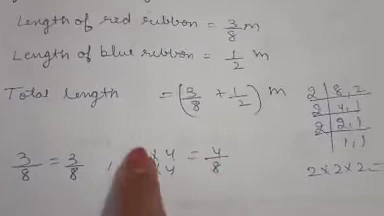 Length of red ribbon = 3/8 m
Length of blue ribbon = 1/2 m
Total length = (3/8 + 1/2) m
2 | 8, 2
2 | 4, 1
2 | 2, 1
1, 1
3/8 = 3/8 , × 4 / × 4 = 4/8
2 × 2 × 2 =